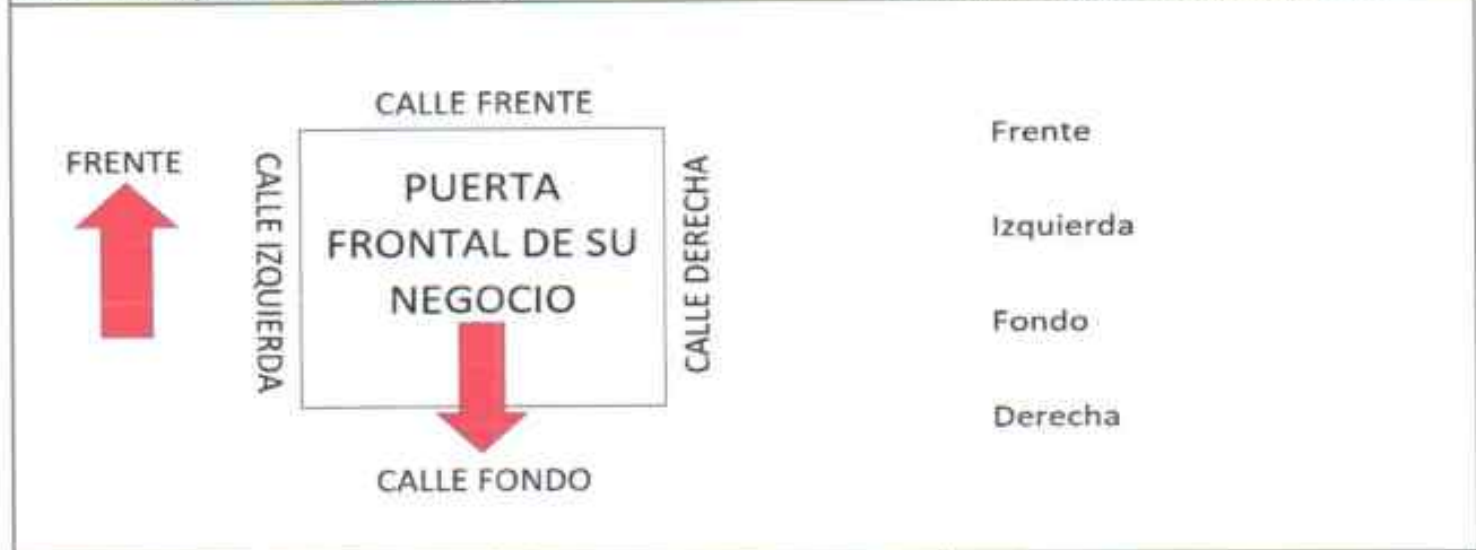 CALLE FRENTE
FRENTE
CALLE IZQUIERDA
PUERTA
FRONTAL DE SU
NEGOCIO
CALLE DERECHA
CALLE FONDO
Frente
Izquierda
Fondo
Derecha